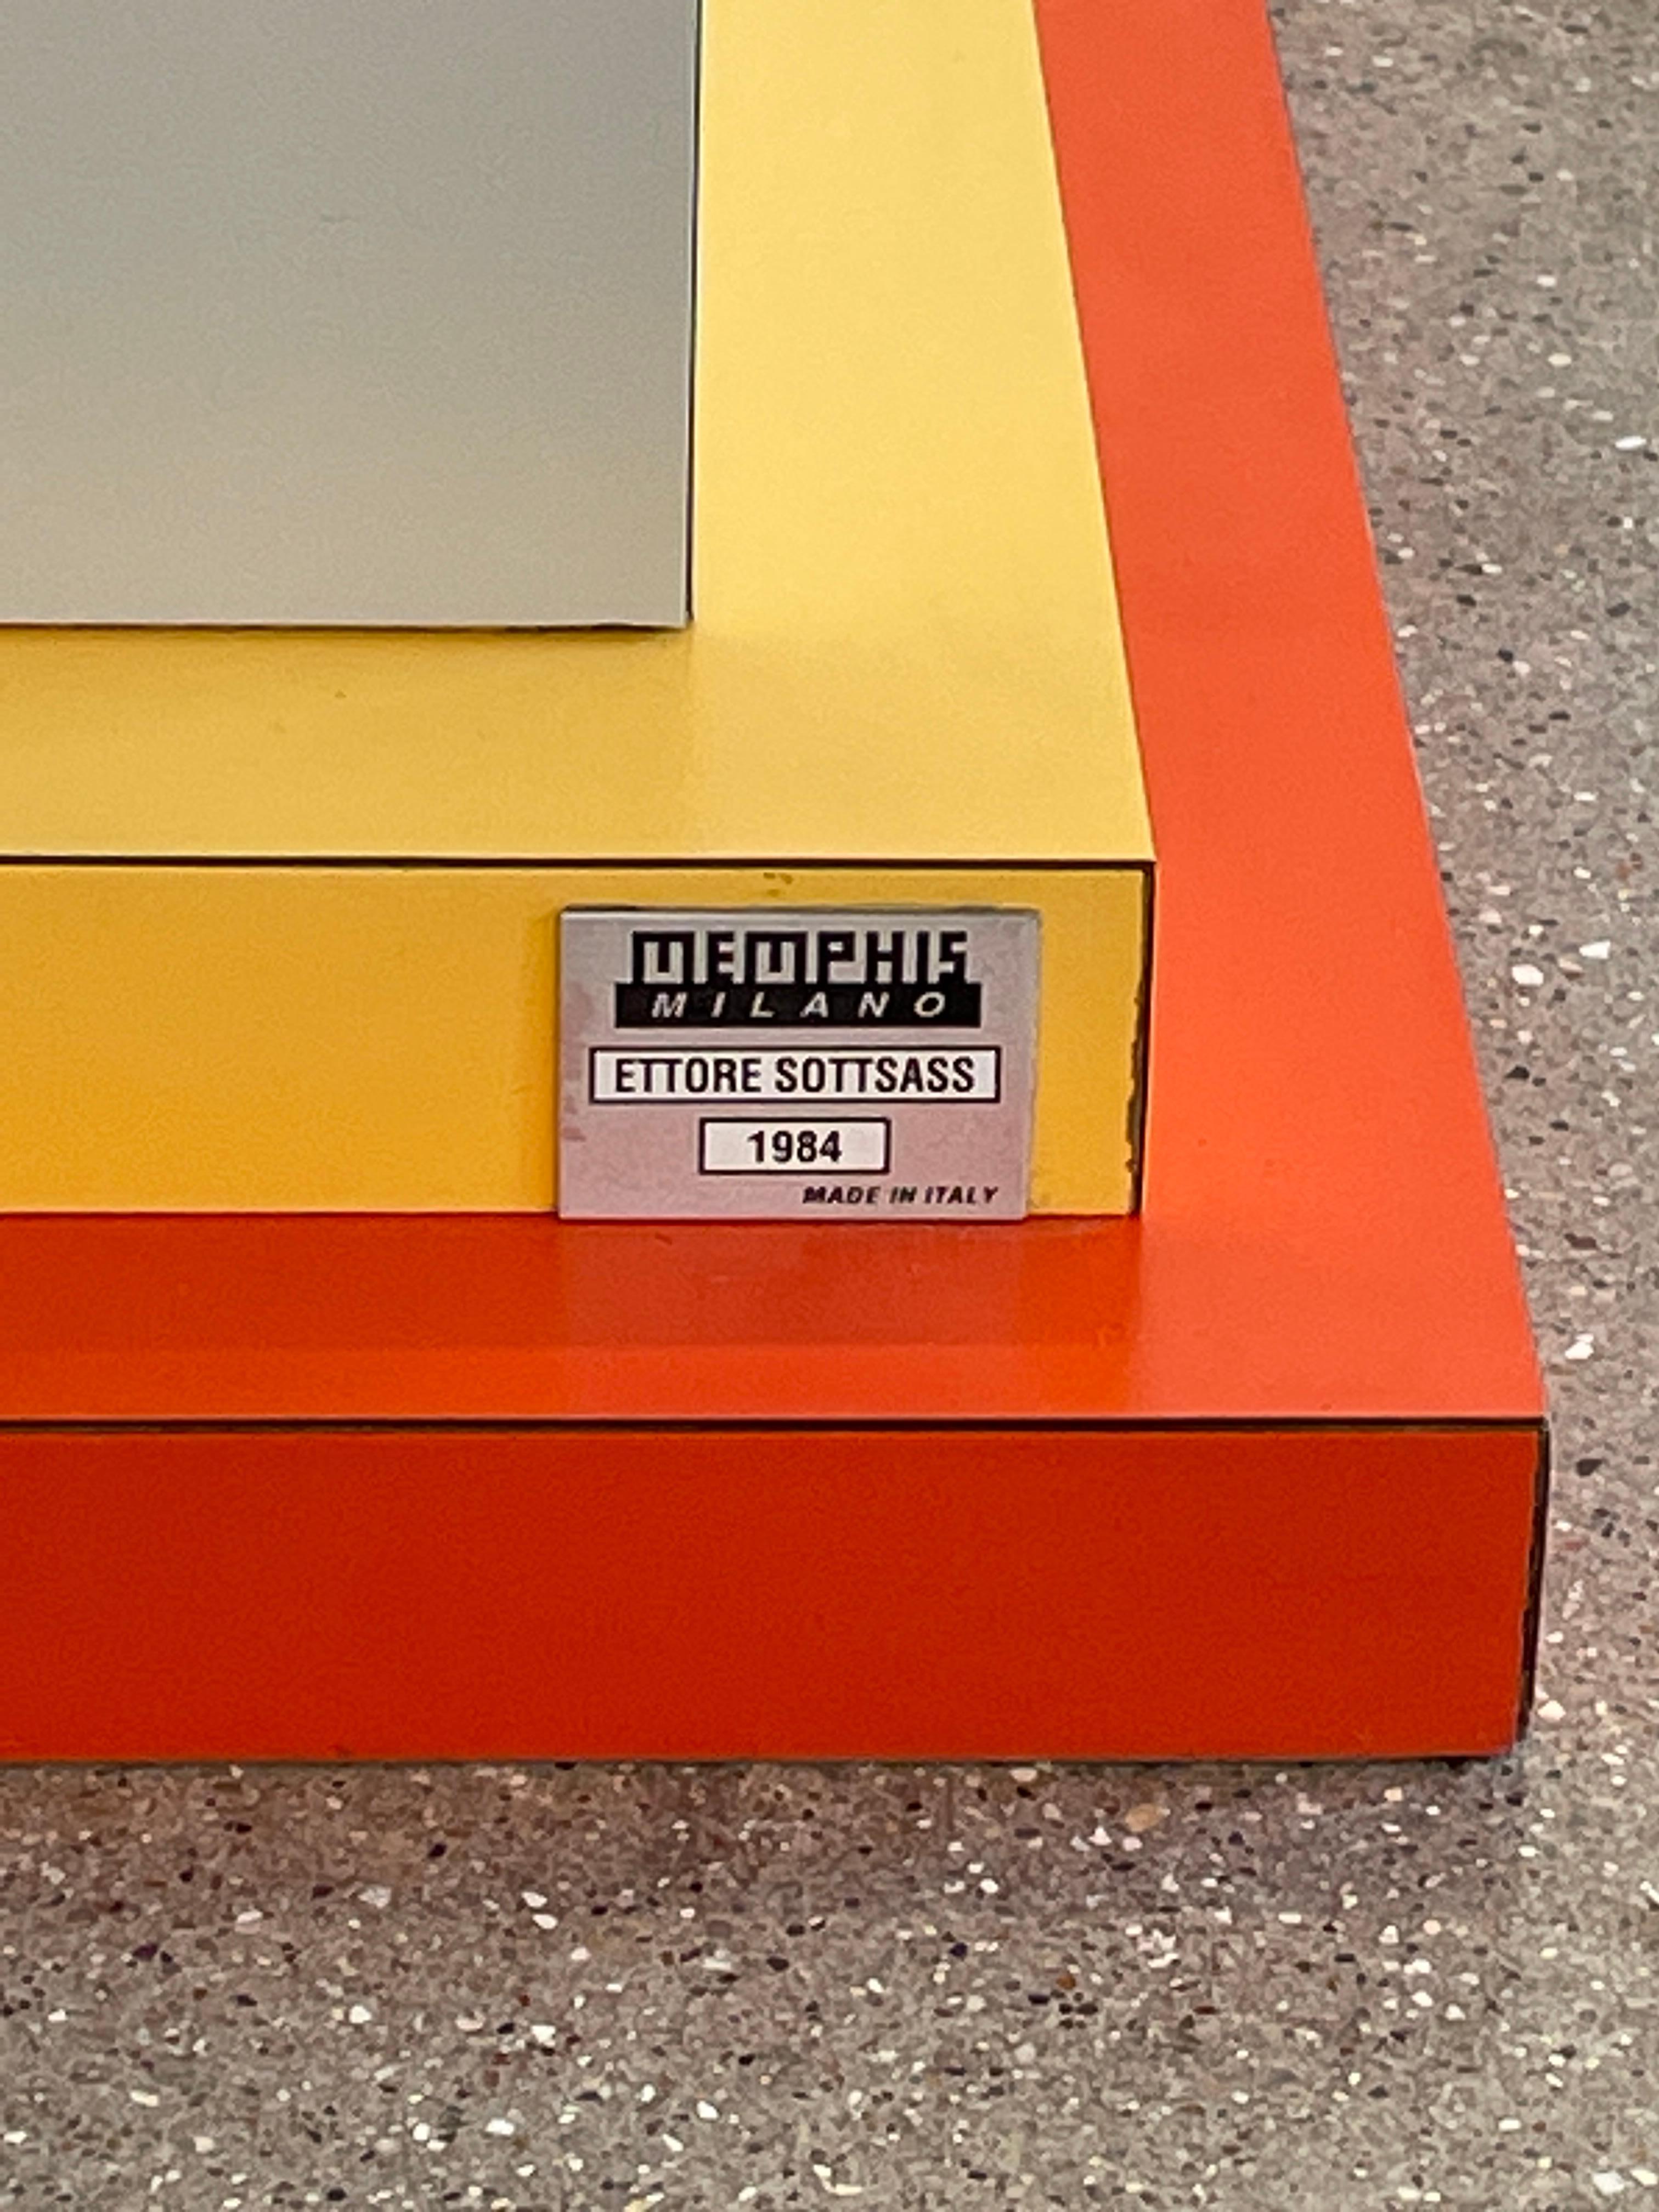 MEMPHIS
MILANO
ETTORE SOTTSASS
1984
MADE IN ITALY